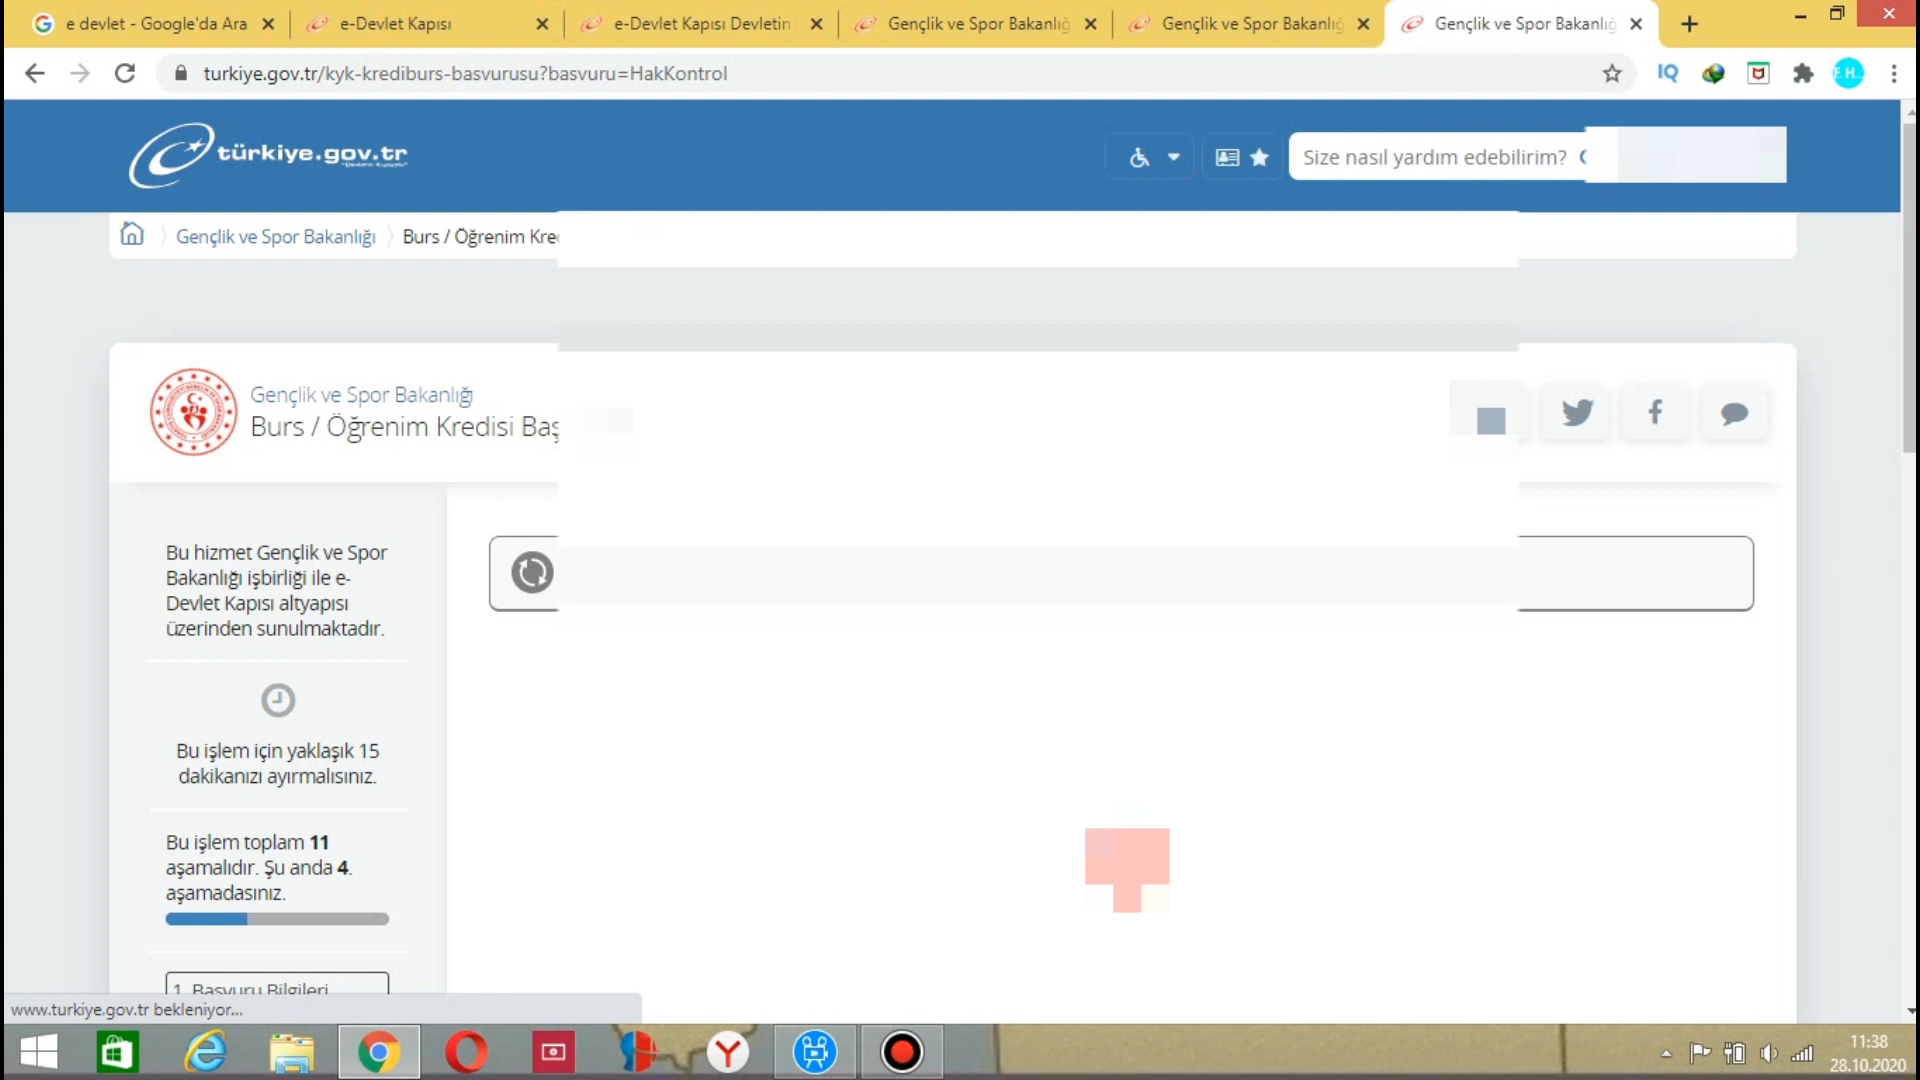 e devlet - Google'da Ara
e-Devlet Kapısı
e-Devlet Kapısı Devletin
Gençlik ve Spor Bakanlığ
Gençlik ve Spor Bakanlığ
Gençlik ve Spor Bakanlığ
turkiye.gov.tr/kyk-krediburs-basvurusu?basvuru=HakKontrol
IQ
E.H...
türkiye.gov.tr
Size nasıl yardım edebilirim?
Gençlik ve Spor Bakanlığı
Burs / Öğrenim Kre
Gençlik ve Spor Bakanlığı
Burs / Öğrenim Kredisi Baş
Bu hizmet Gençlik ve Spor
Bakanlığı işbirliği ile e-
Devlet Kapısı altyapısı
üzerinden sunulmaktadır.
Bu işlem için yaklaşık 15
dakikanızı ayırmalısınız.
Bu işlem toplam 11
aşamalıdır. Şu anda 4.
aşamadasınız.
1. Başvuru Bilgileri
www.turkiye.gov.tr bekleniyor...
11:38
28.10.2020